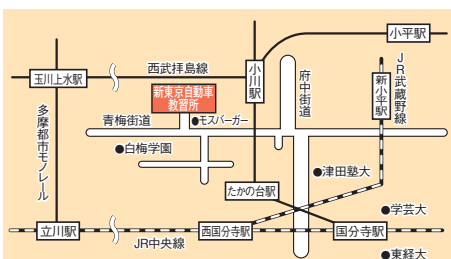 小平駅
西武拝島線
玉川上水駅
小川駅
府中街道
新小平駅
JR武蔵野線
新東京自動車
教習所
青梅街道
●モスバーガー
多摩都市モノレール
●白梅学園
●津田塾大
たかの台駅
●学芸大
立川駅
西国分寺駅
国分寺駅
JR中央線
●東経大